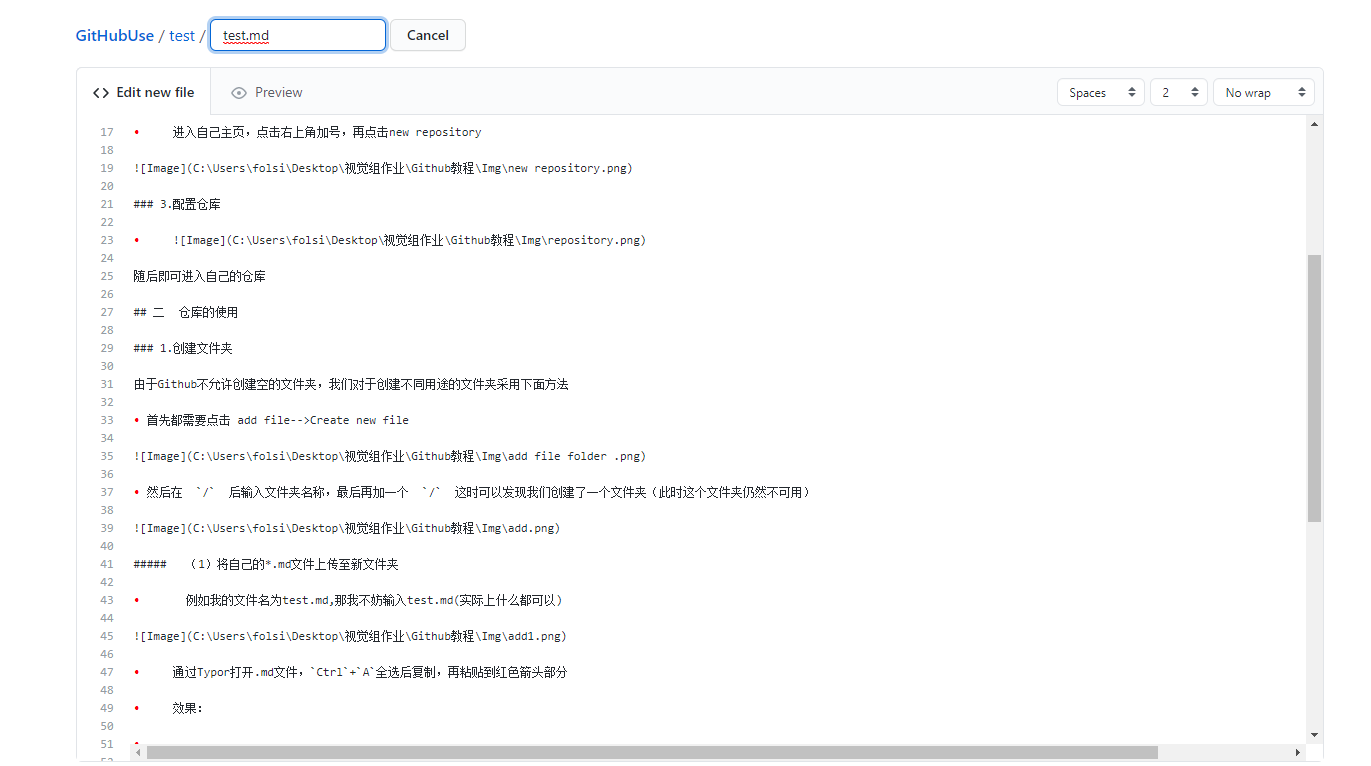 GitHubUse / test / test.md Cancel
<> Edit new file Preview Spaces 2 No wrap
17 • 进入自己主页，点击右上角加号，再点击new repository
18
19 ![Image](C:\Users\folsi\Desktop\视觉组作业\Github教程\Img\new repository.png)
20
21 ### 3.配置仓库
22
23 • ![Image](C:\Users\folsi\Desktop\视觉组作业\Github教程\Img\repository.png)
24
25 随后即可进入自己的仓库
26
27 ## 二 仓库的使用
28
29 ### 1.创建文件夹
30
31 由于Github不允许创建空的文件夹，我们对于创建不同用途的文件夹采用下面方法
32
33 • 首先都需要点击 add file-->Create new file
34
35 ![Image](C:\Users\folsi\Desktop\视觉组作业\Github教程\Img\add file folder .png)
36
37 • 然后在 `/` 后输入文件夹名称，最后再加一个 `/` 这时可以发现我们创建了一个文件夹（此时这个文件夹仍然不可用）
38
39 ![Image](C:\Users\folsi\Desktop\视觉组作业\Github教程\Img\add.png)
40
41 ##### （1）将自己的*.md文件上传至新文件夹
42
43 • 例如我的文件名为test.md,那我不妨输入test.md(实际上什么都可以)
44
45 ![Image](C:\Users\folsi\Desktop\视觉组作业\Github教程\Img\add1.png)
46
47 • 通过Typor打开.md文件，`Ctrl`+`A`全选后复制，再粘贴到红色箭头部分
48
49 • 效果：
50
51 •